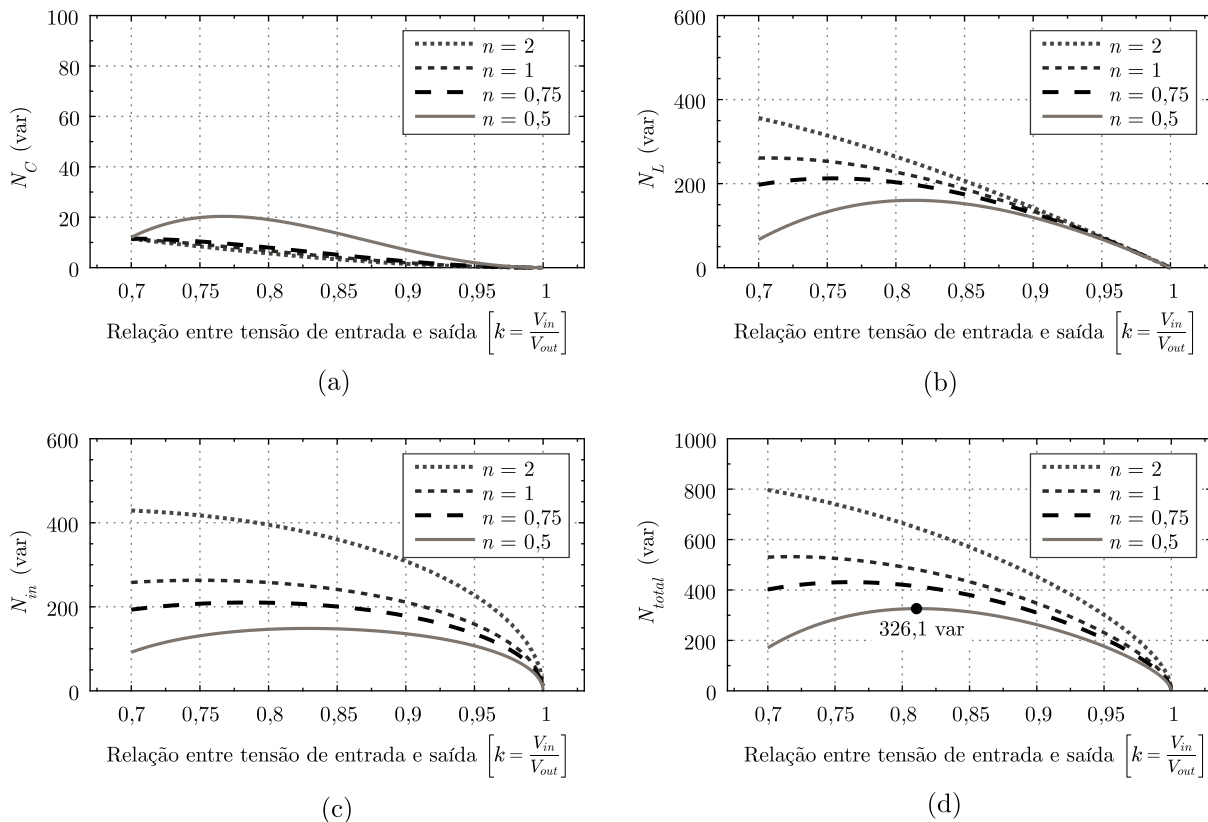 100
80
60
40
20
0
N_C (var)
n = 2
n = 1
n = 0,75
n = 0,5
0,7 0,75 0,8 0,85 0,9 0,95 1
Relação entre tensão de entrada e saída [k = V_in/V_out]
(a)
600
400
200
0
N_L (var)
n = 2
n = 1
n = 0,75
n = 0,5
0,7 0,75 0,8 0,85 0,9 0,95 1
Relação entre tensão de entrada e saída [k = V_in/V_out]
(b)
600
400
200
0
N_in (var)
n = 2
n = 1
n = 0,75
n = 0,5
0,7 0,75 0,8 0,85 0,9 0,95 1
Relação entre tensão de entrada e saída [k = V_in/V_out]
(c)
1000
800
600
400
200
0
N_total (var)
n = 2
n = 1
n = 0,75
n = 0,5
326,1 var
0,7 0,75 0,8 0,85 0,9 0,95 1
Relação entre tensão de entrada e saída [k = V_in/V_out]
(d)